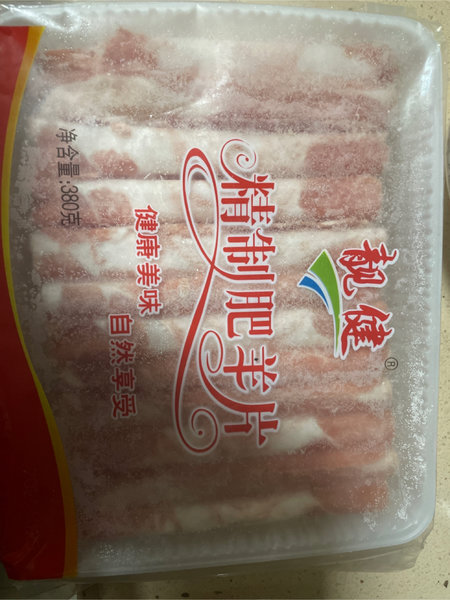 靓健®
精制肥羊片
健康美味 自然享受
净含量:380克